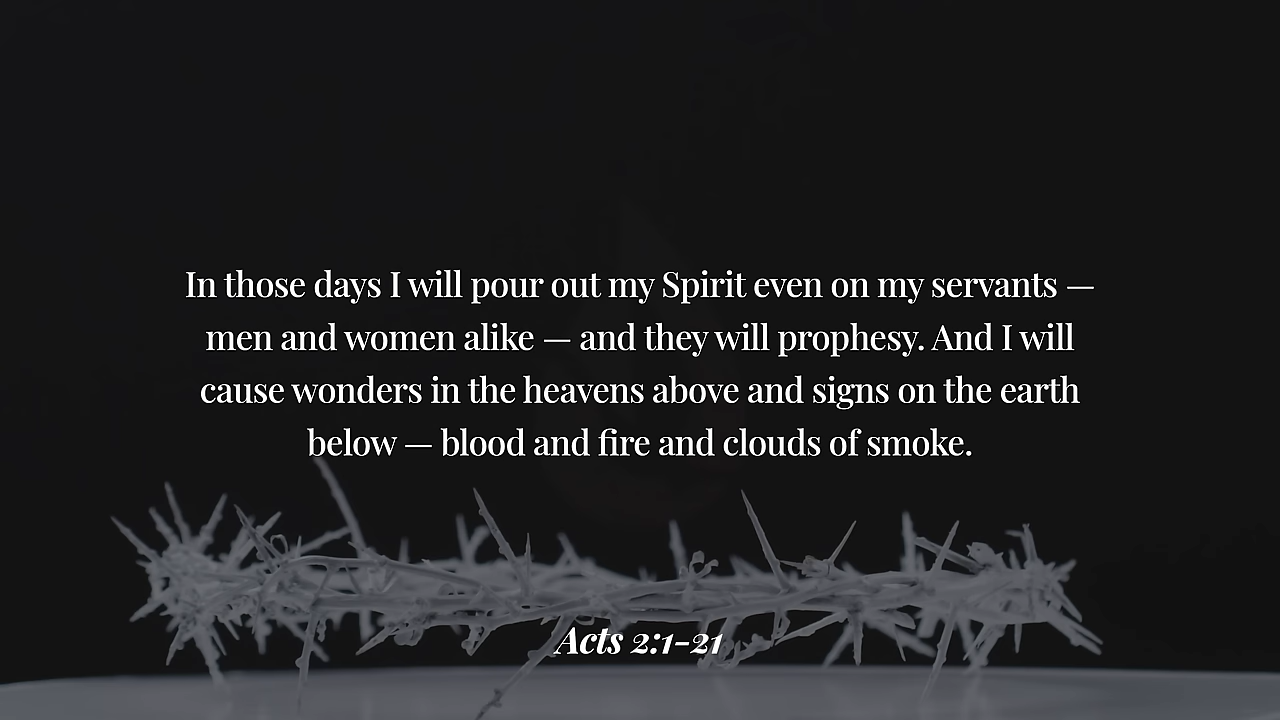 In those days I will pour out my Spirit even on my servants —
men and women alike — and they will prophesy. And I will
cause wonders in the heavens above and signs on the earth
below — blood and fire and clouds of smoke.
Acts 2:1-21